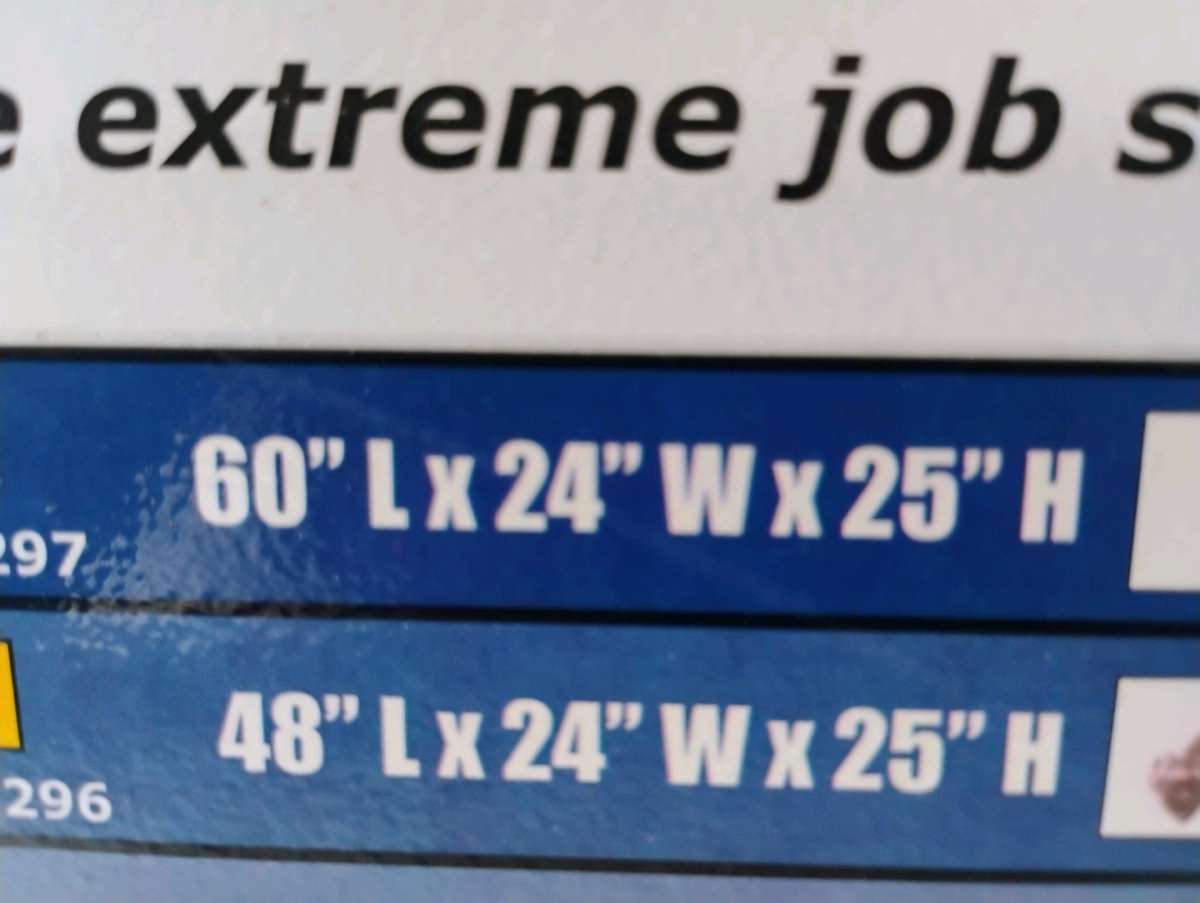 e extreme job s
60” L x 24” W x 25” H
297
48” L x 24” W x 25” H
296